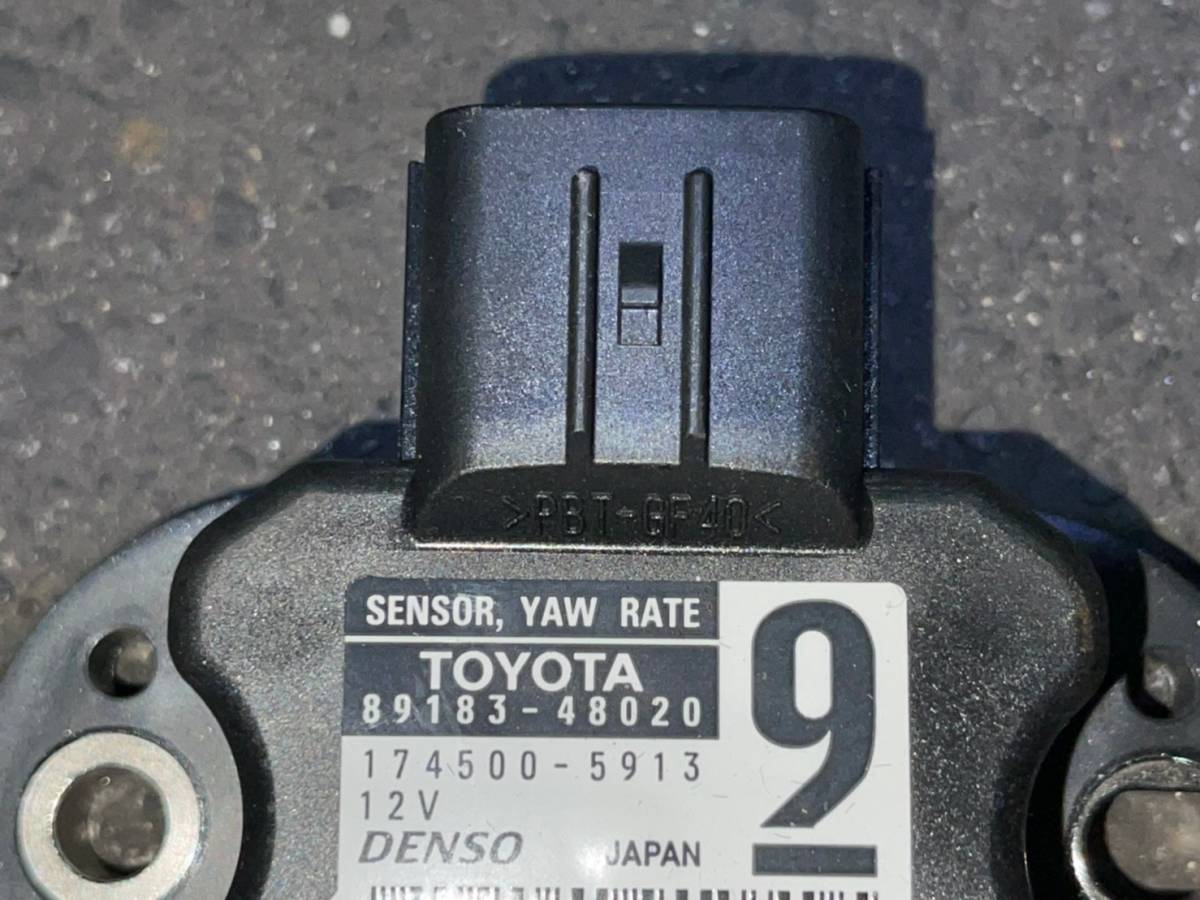 >PBT-GF40<
SENSOR, YAW RATE
9
TOYOTA
89183-48020
174500-5913
12V
DENSO JAPAN